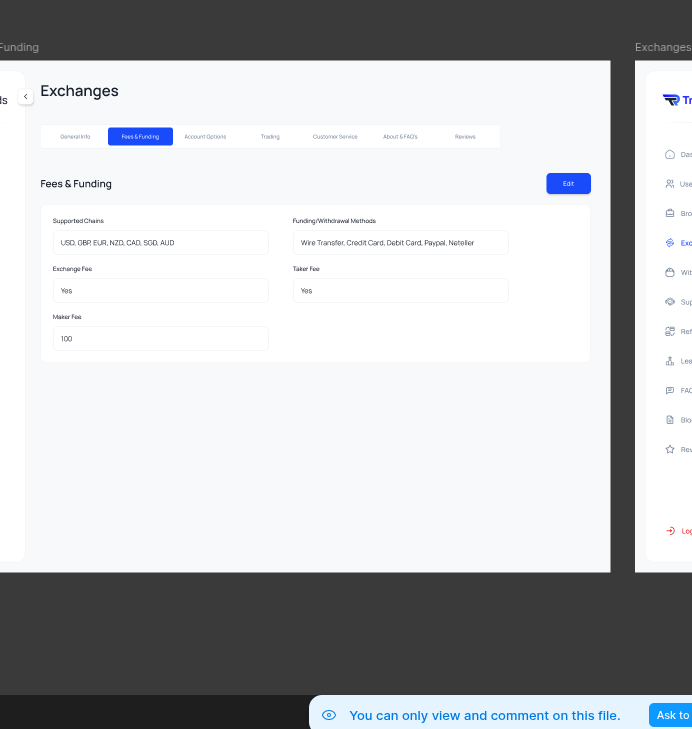 Funding
Exchanges
Exchanges
General Info
Fees & Funding
Account Options
Trading
Customer Service
About & FAQ's
Reviews
Fees & Funding
Edit
Supported Chains
Funding/Withdrawal Methods
USD, GBP, EUR, NZD, CAD, SGD, AUD
Wire Transfer, Credit Card, Debit Card, Paypal, Neteller
Exchange Fee
Taker Fee
Yes
Yes
Maker Fee
100
ds
Tr
Das
Use
Bro
Exc
Wit
Sup
Ref
Lea
FAQ
Blo
Rev
Log
You can only view and comment on this file.
Ask to